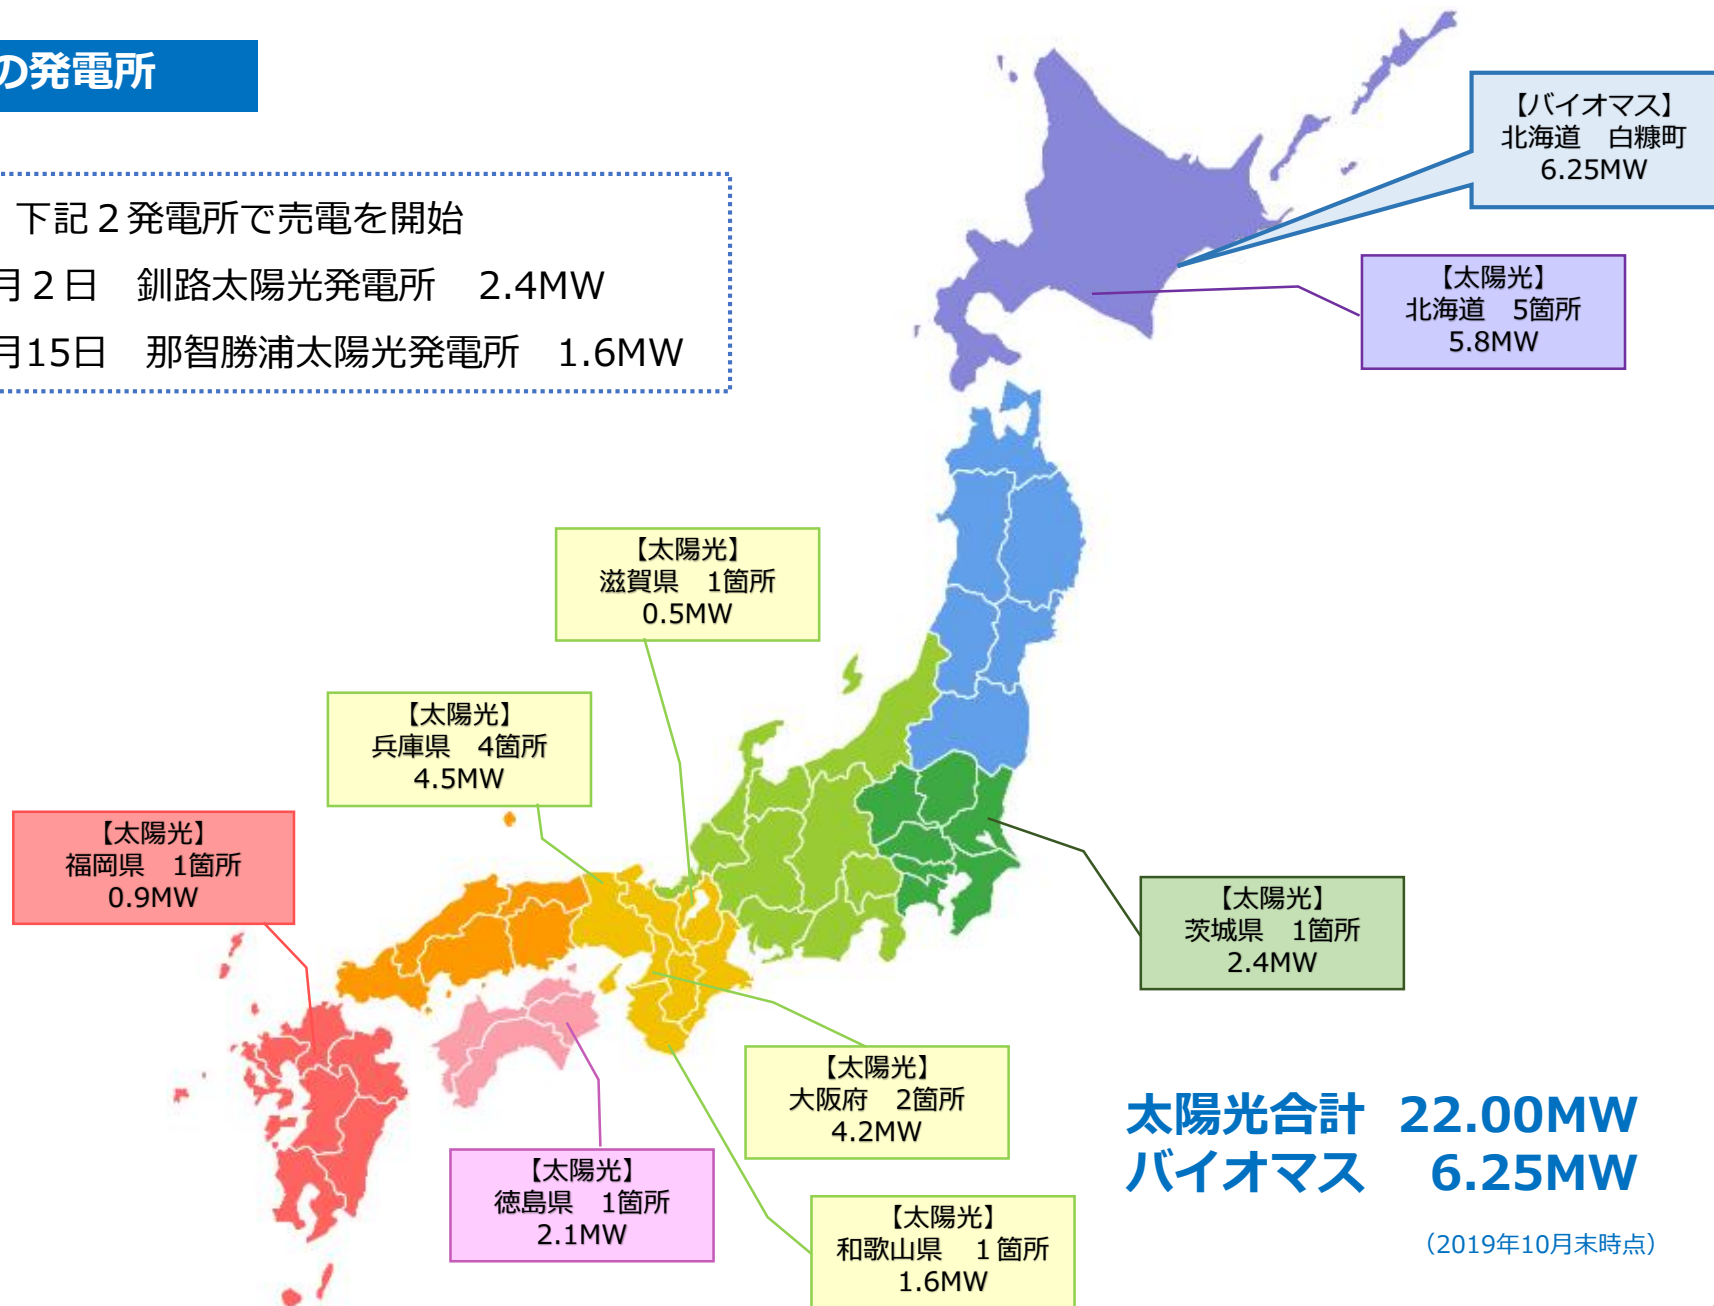 の発電所
下記２発電所で売電を開始
月２日　釧路太陽光発電所　2.4MW
月15日　那智勝浦太陽光発電所　1.6MW
【バイオマス】
北海道　白糠町
6.25MW
【太陽光】
北海道　5箇所
5.8MW
【太陽光】
滋賀県　1箇所
0.5MW
【太陽光】
兵庫県　4箇所
4.5MW
【太陽光】
福岡県　1箇所
0.9MW
【太陽光】
茨城県　1箇所
2.4MW
【太陽光】
大阪府　2箇所
4.2MW
【太陽光】
徳島県　1箇所
2.1MW
【太陽光】
和歌山県　１箇所
1.6MW
太陽光合計　22.00MW
バイオマス　6.25MW
（2019年10月末時点）